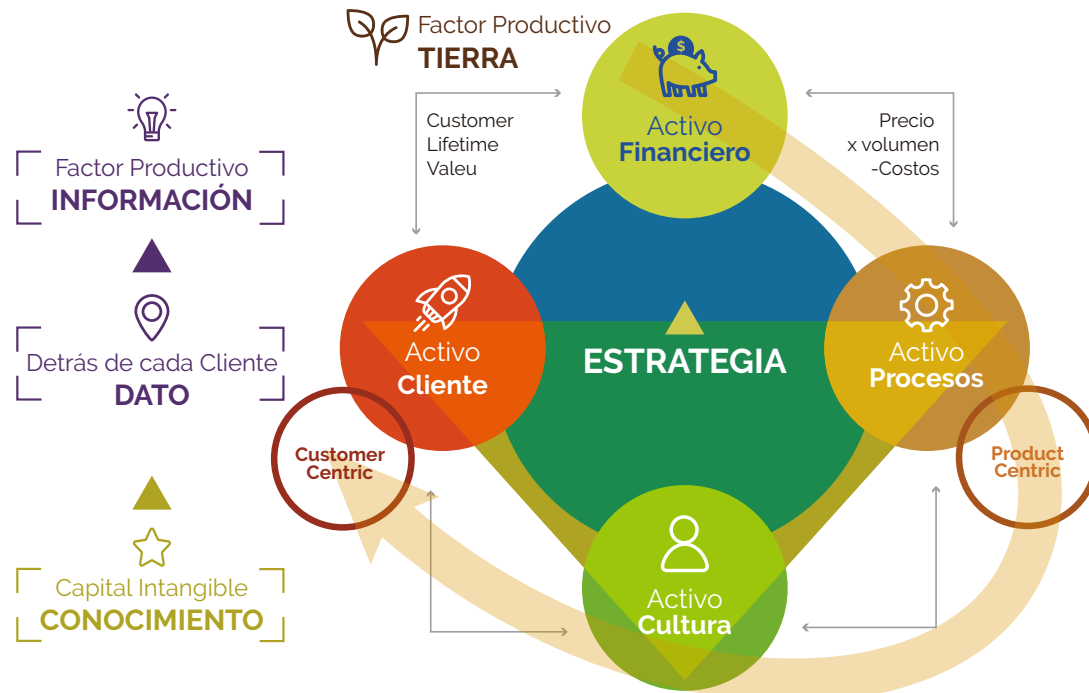 Factor Productivo
TIERRA
Factor Productivo
INFORMACIÓN
Detrás de cada Cliente
DATO
Capital Intangible
CONOCIMIENTO
Customer
Lifetime
Valeu
$
Activo
Financiero
Precio
x volumen
-Costos
Activo
Cliente
ESTRATEGIA
Activo
Procesos
Customer
Centric
Product
Centric
Activo
Cultura